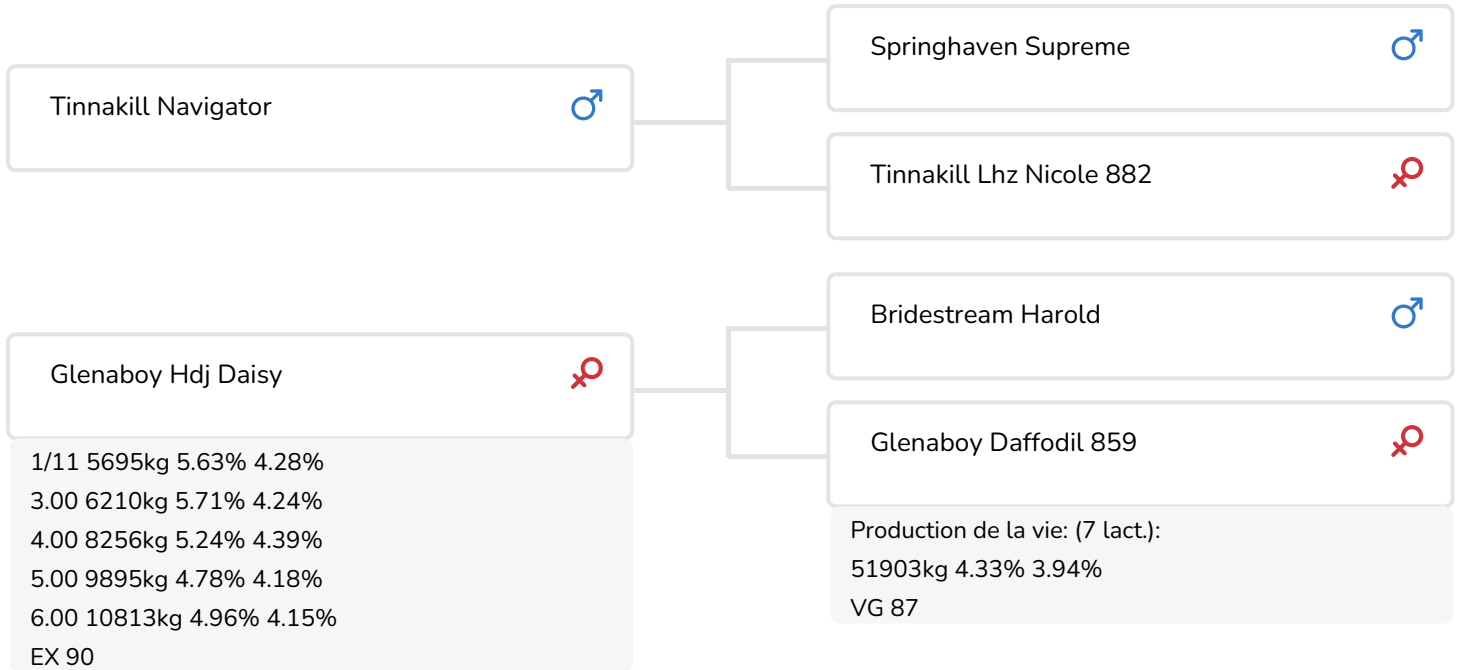 Tinnakill Navigator
Springhaven Supreme
Tinnakill Lhz Nicole 882
Glenaboy Hdj Daisy
1/11 5695kg 5.63% 4.28%
3.00 6210kg 5.71% 4.24%
4.00 8256kg 5.24% 4.39%
5.00 9895kg 4.78% 4.18%
6.00 10813kg 4.96% 4.15%
EX 90
Bridestream Harold
Glenaboy Daffodil 859
Production de la vie: (7 lact.):
51903kg 4.33% 3.94%
VG 87